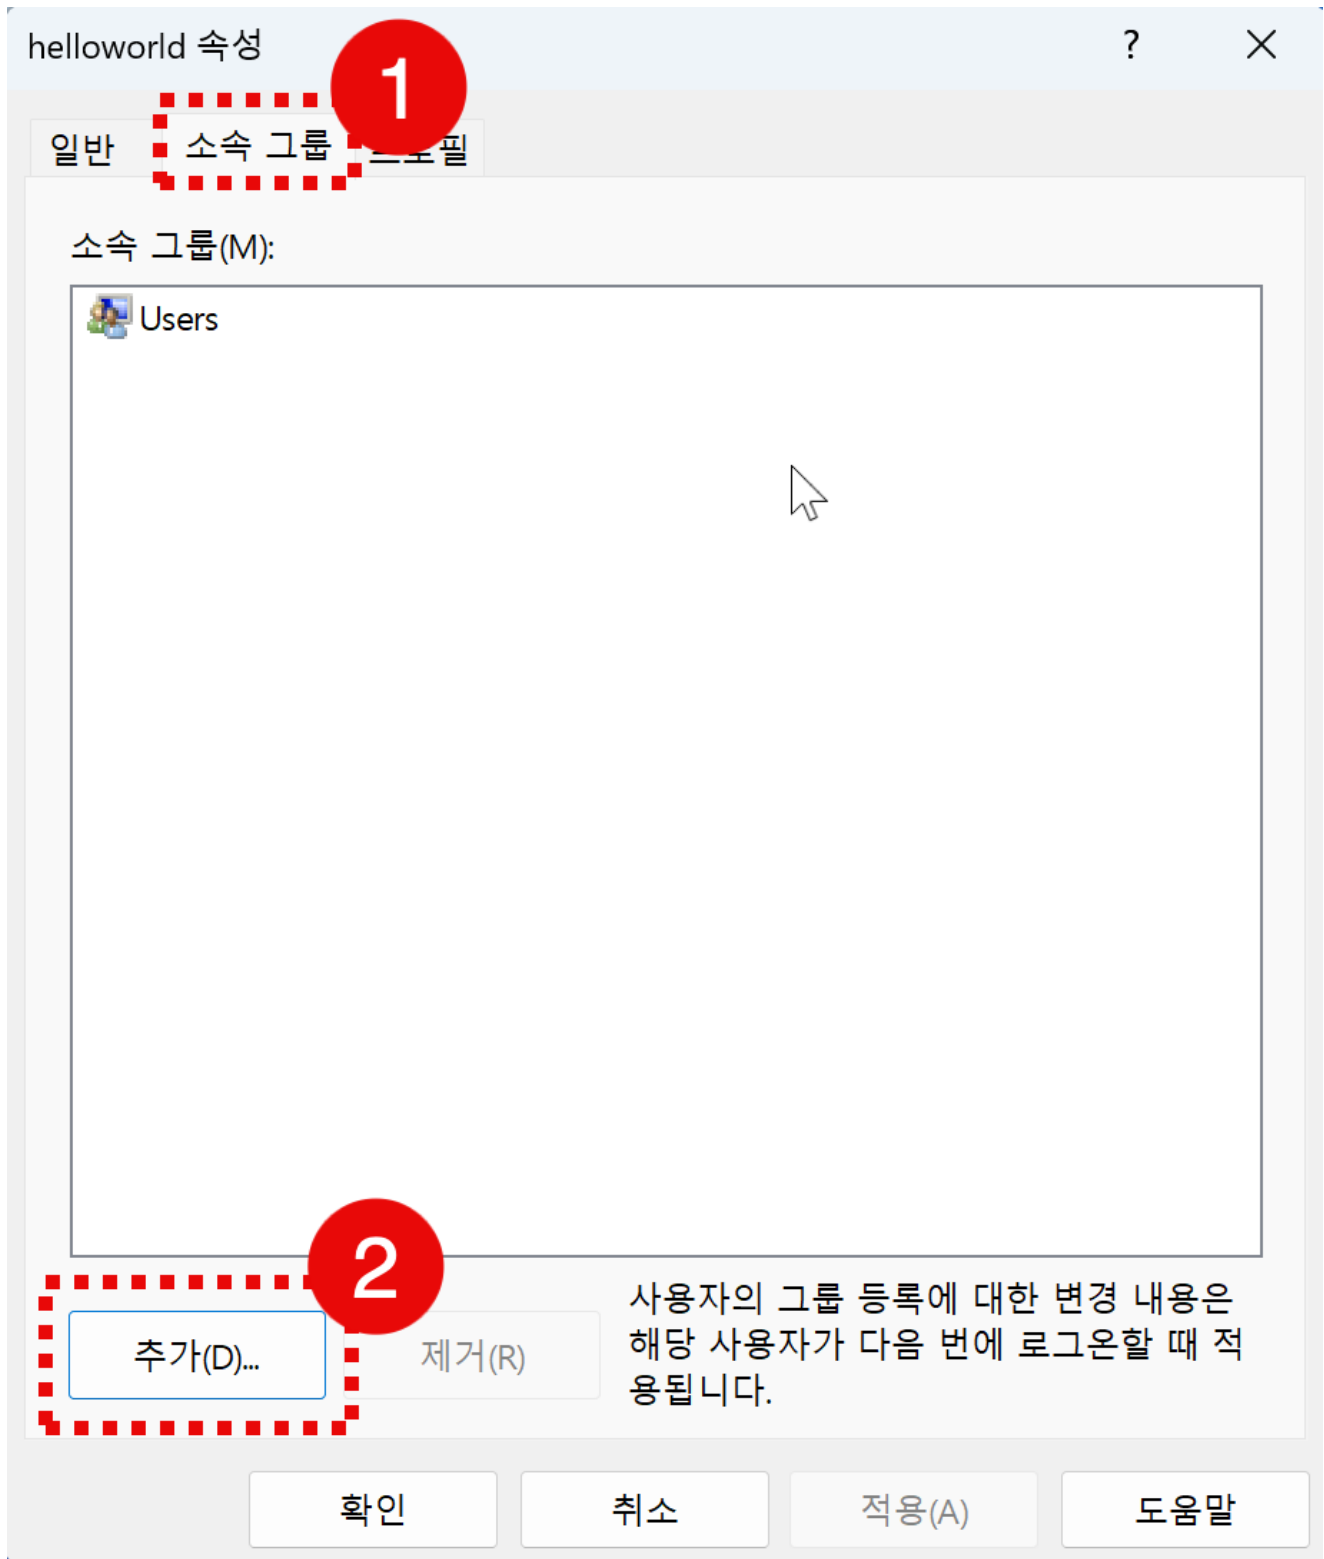 helloworld 속성
1
일반 소속 그룹
소속 그룹(M):
Users
2
추가(D)... 제거(R)
사용자의 그룹 등록에 대한 변경 내용은
해당 사용자가 다음 번에 로그온할 때 적
용됩니다.
확인 취소 적용(A) 도움말